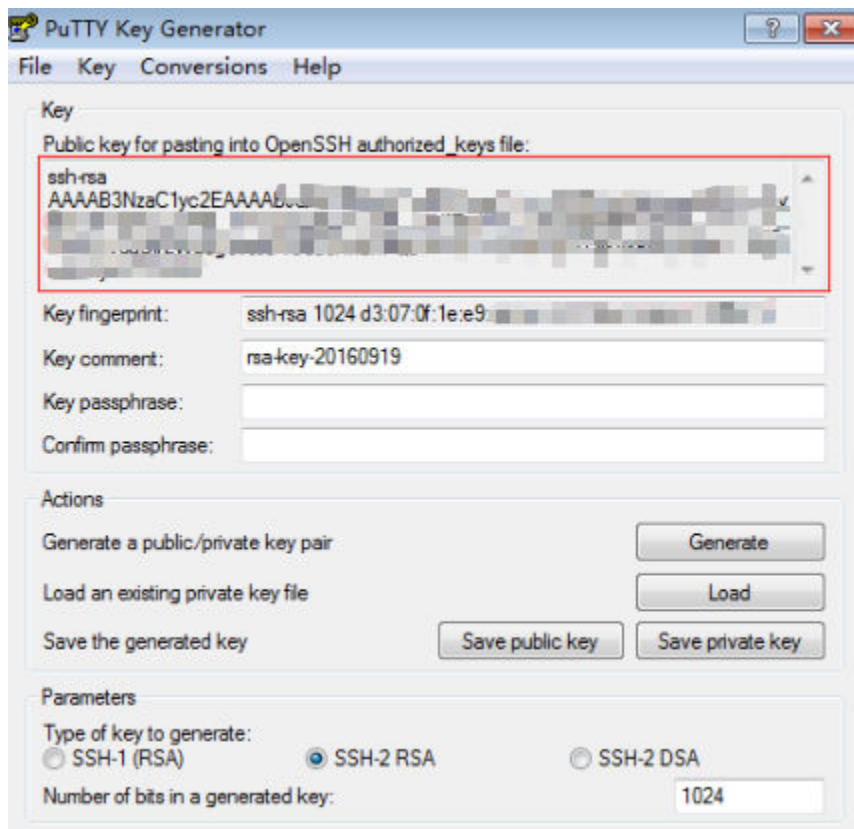 PuTTY Key Generator
File Key Conversions Help
Key
Public key for pasting into OpenSSH authorized_keys file:
ssh-rsa
Key fingerprint: ssh-rsa 1024 d3:07:0f:1e:e9:
Key comment: rsa-key-20160919
Key passphrase:
Confirm passphrase:
Actions
Generate a public/private key pair Generate
Load an existing private key file Load
Save the generated key Save public key Save private key
Parameters
Type of key to generate:
SSH-1 (RSA) SSH-2 RSA SSH-2 DSA
Number of bits in a generated key: 1024